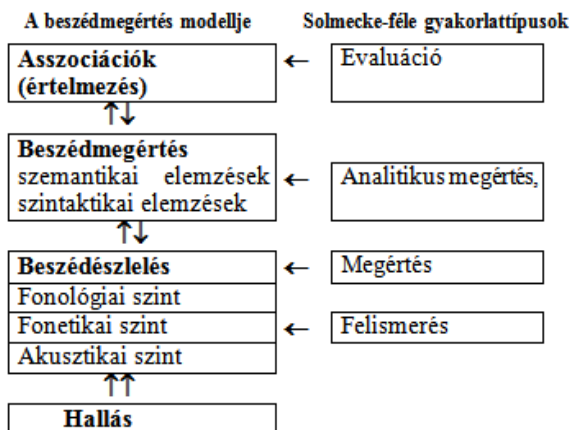 A beszédmegértés modellje Solmecke-féle gyakorlattípusok
Asszociációk ← Evaluáció
(értelmezés)
↑↓
Beszédmegértés
szemantikai elemzések ← Analitikus megértés,
szintaktikai elemzések
↑↓
Beszédészlelés ← Megértés
Fonológiai szint
Fonetikai szint ← Felismerés
Akusztikai szint
↑↑
Hallás